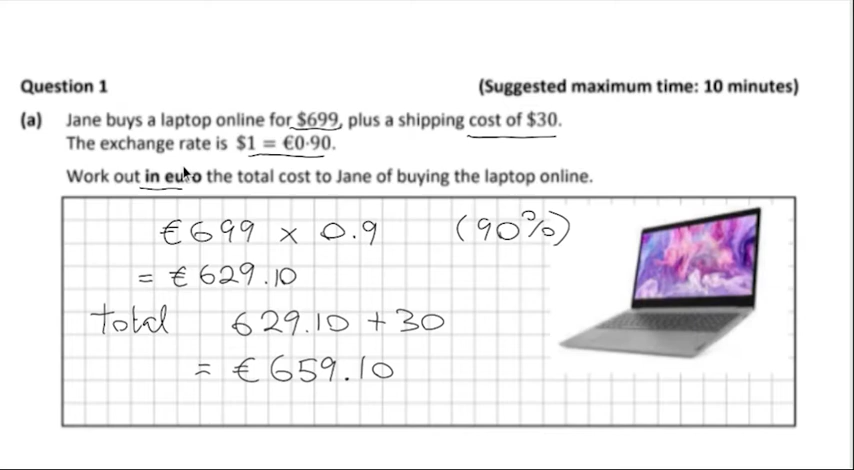 Question 1 (Suggested maximum time: 10 minutes)
(a) Jane buys a laptop online for $699, plus a shipping cost of $30.
The exchange rate is $1 = €0·90.
Work out in euro the total cost to Jane of buying the laptop online.
€699 × 0.9 (90%)
= €629.10
Total 629.10 + 30
= €659.10